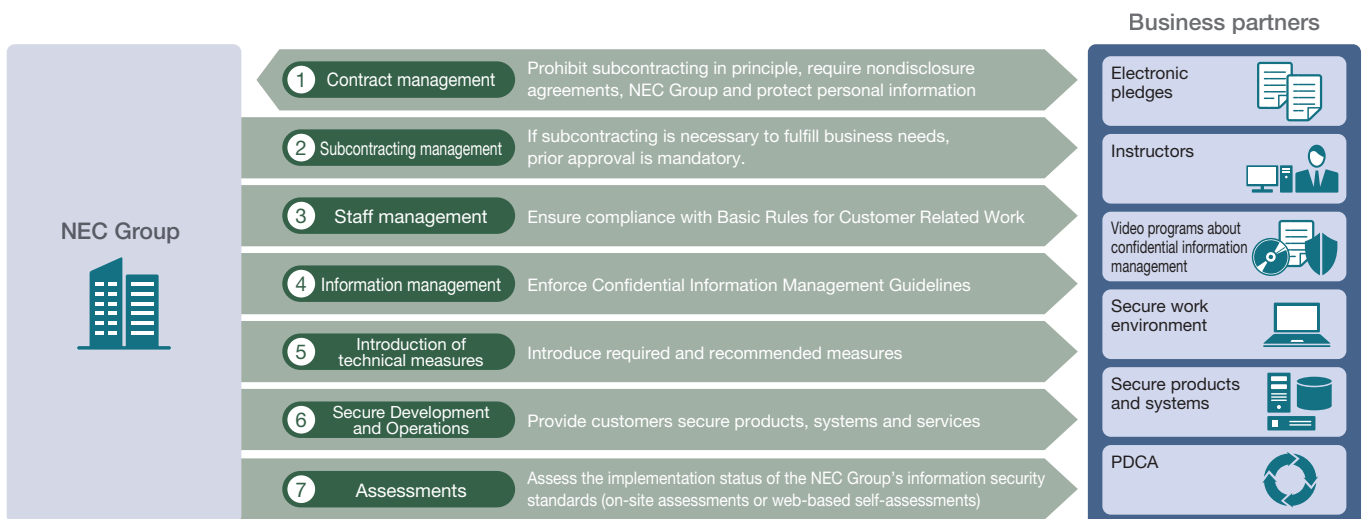 Business partners
NEC Group
1 Contract management
Prohibit subcontracting in principle, require nondisclosure
agreements, NEC Group and protect personal information
2 Subcontracting management
If subcontracting is necessary to fulfill business needs,
prior approval is mandatory.
3 Staff management
Ensure compliance with Basic Rules for Customer Related Work
4 Information management
Enforce Confidential Information Management Guidelines
5 Introduction of
technical measures
Introduce required and recommended measures
6 Secure Development
and Operations
Provide customers secure products, systems and services
7 Assessments
Assess the implementation status of the NEC Group's information security
standards (on-site assessments or web-based self-assessments)
Electronic
pledges
Instructors
Video programs about
confidential information
management
Secure work
environment
Secure products
and systems
PDCA